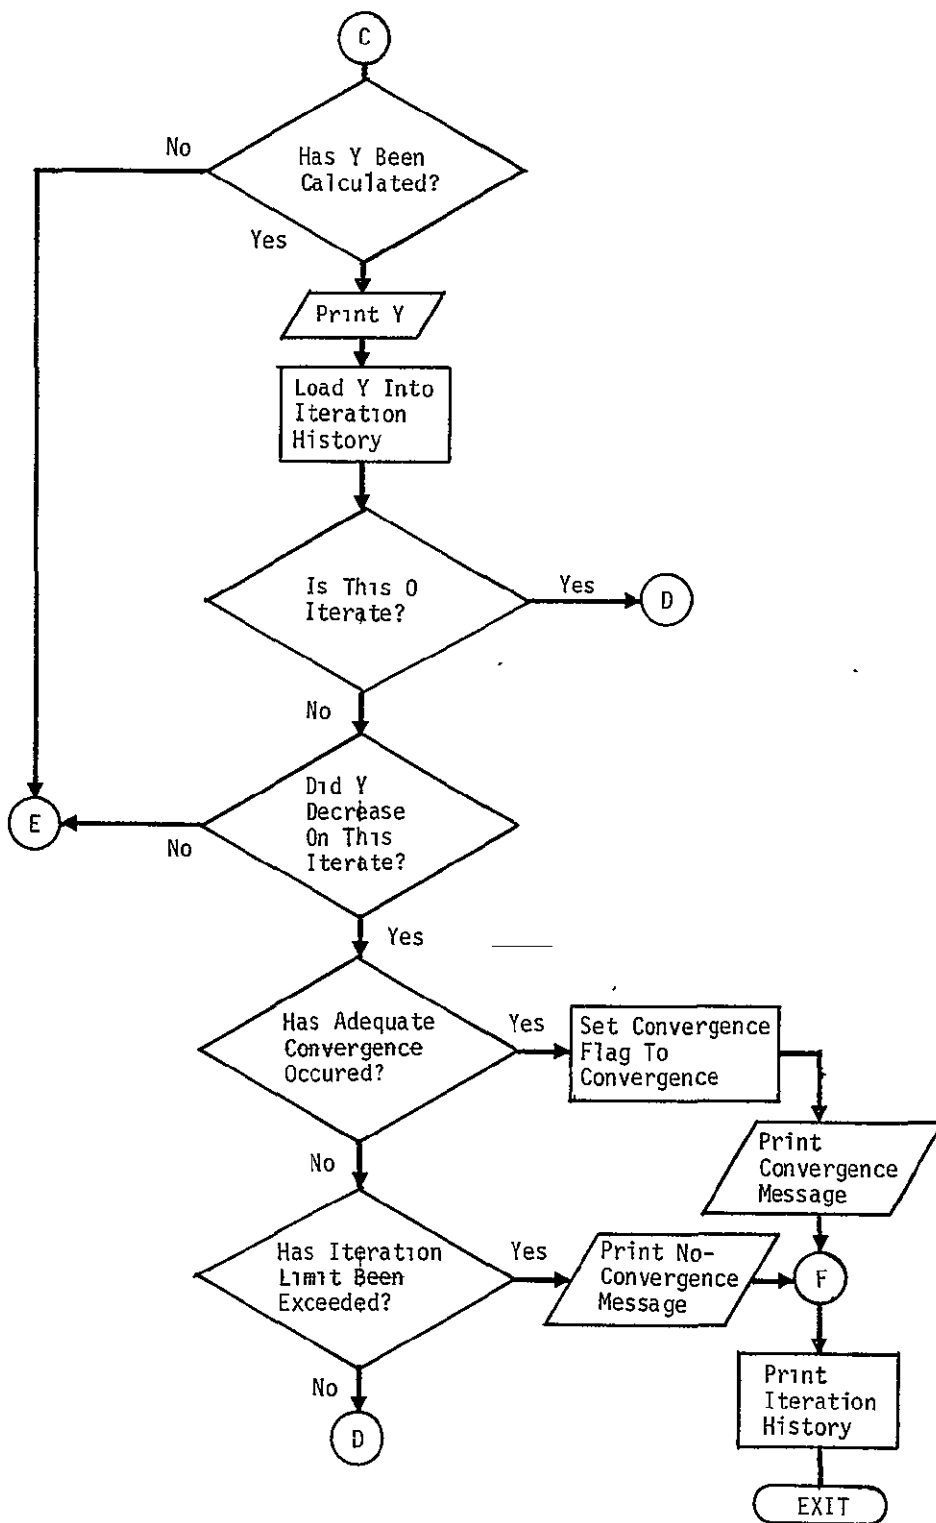 C
No
Has Y Been
Calculated?
Yes
Print Y
Load Y Into
Iteration
History
Is This 0
Iterate?
Yes
D
No
Did Y
Decrease
On This
Iterate?
E
No
Yes
Has Adequate
Convergence
Occured?
Yes
Set Convergence
Flag To
Convergence
Print
Convergence
Message
No
Has Iteration
Limit Been
Exceeded?
Yes
Print No-
Convergence
Message
F
No
D
Print
Iteration
History
EXIT